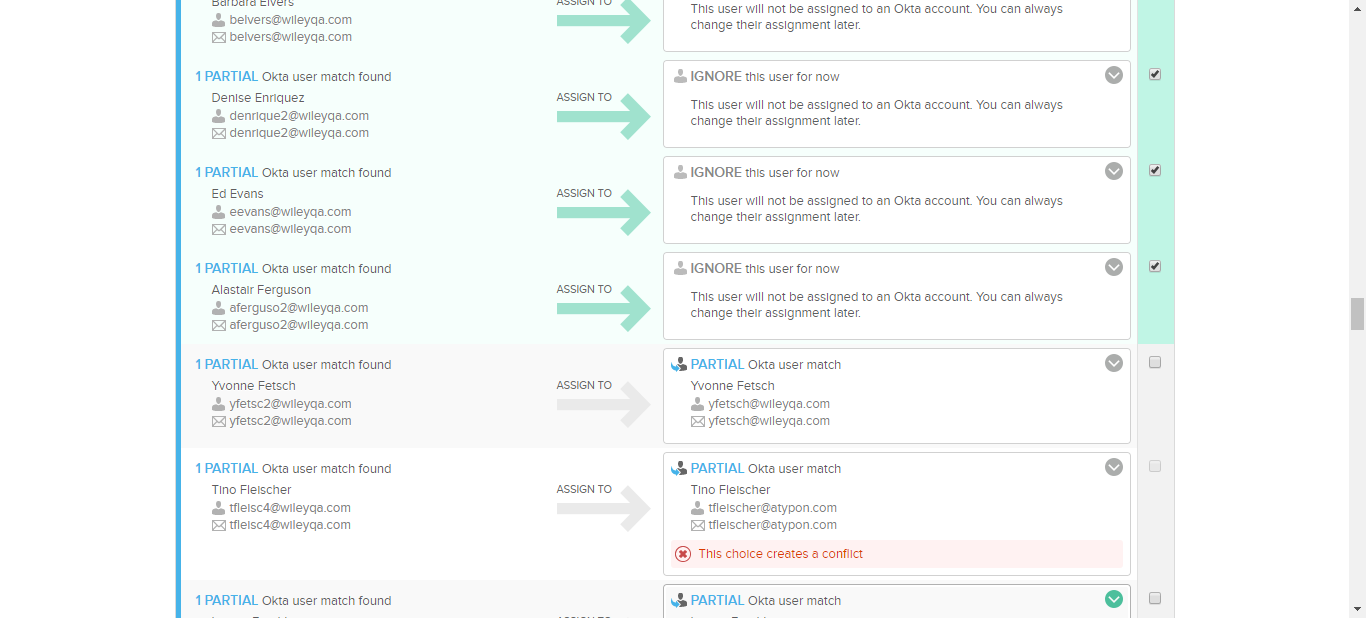 Barbara Elvers
belvers@wileyqa.com
belvers@wileyqa.com
ASSIGN TO
This user will not be assigned to an Okta account. You can always
change their assignment later.
1 PARTIAL Okta user match found
Denise Enriquez
denrique2@wileyqa.com
denrique2@wileyqa.com
ASSIGN TO
IGNORE this user for now
This user will not be assigned to an Okta account. You can always
change their assignment later.
1 PARTIAL Okta user match found
Ed Evans
eevans@wileyqa.com
eevans@wileyqa.com
ASSIGN TO
IGNORE this user for now
This user will not be assigned to an Okta account. You can always
change their assignment later.
1 PARTIAL Okta user match found
Alastair Ferguson
aferguso2@wileyqa.com
aferguso2@wileyqa.com
ASSIGN TO
IGNORE this user for now
This user will not be assigned to an Okta account. You can always
change their assignment later.
1 PARTIAL Okta user match found
Yvonne Fetsch
yfetsc2@wileyqa.com
yfetsc2@wileyqa.com
ASSIGN TO
PARTIAL Okta user match
Yvonne Fetsch
yfetsch@wileyqa.com
yfetsch@wileyqa.com
1 PARTIAL Okta user match found
Tino Fleischer
tfleisc4@wileyqa.com
tfleisc4@wileyqa.com
ASSIGN TO
PARTIAL Okta user match
Tino Fleischer
tfleischer@atypon.com
tfleischer@atypon.com
This choice creates a conflict
1 PARTIAL Okta user match found
PARTIAL Okta user match